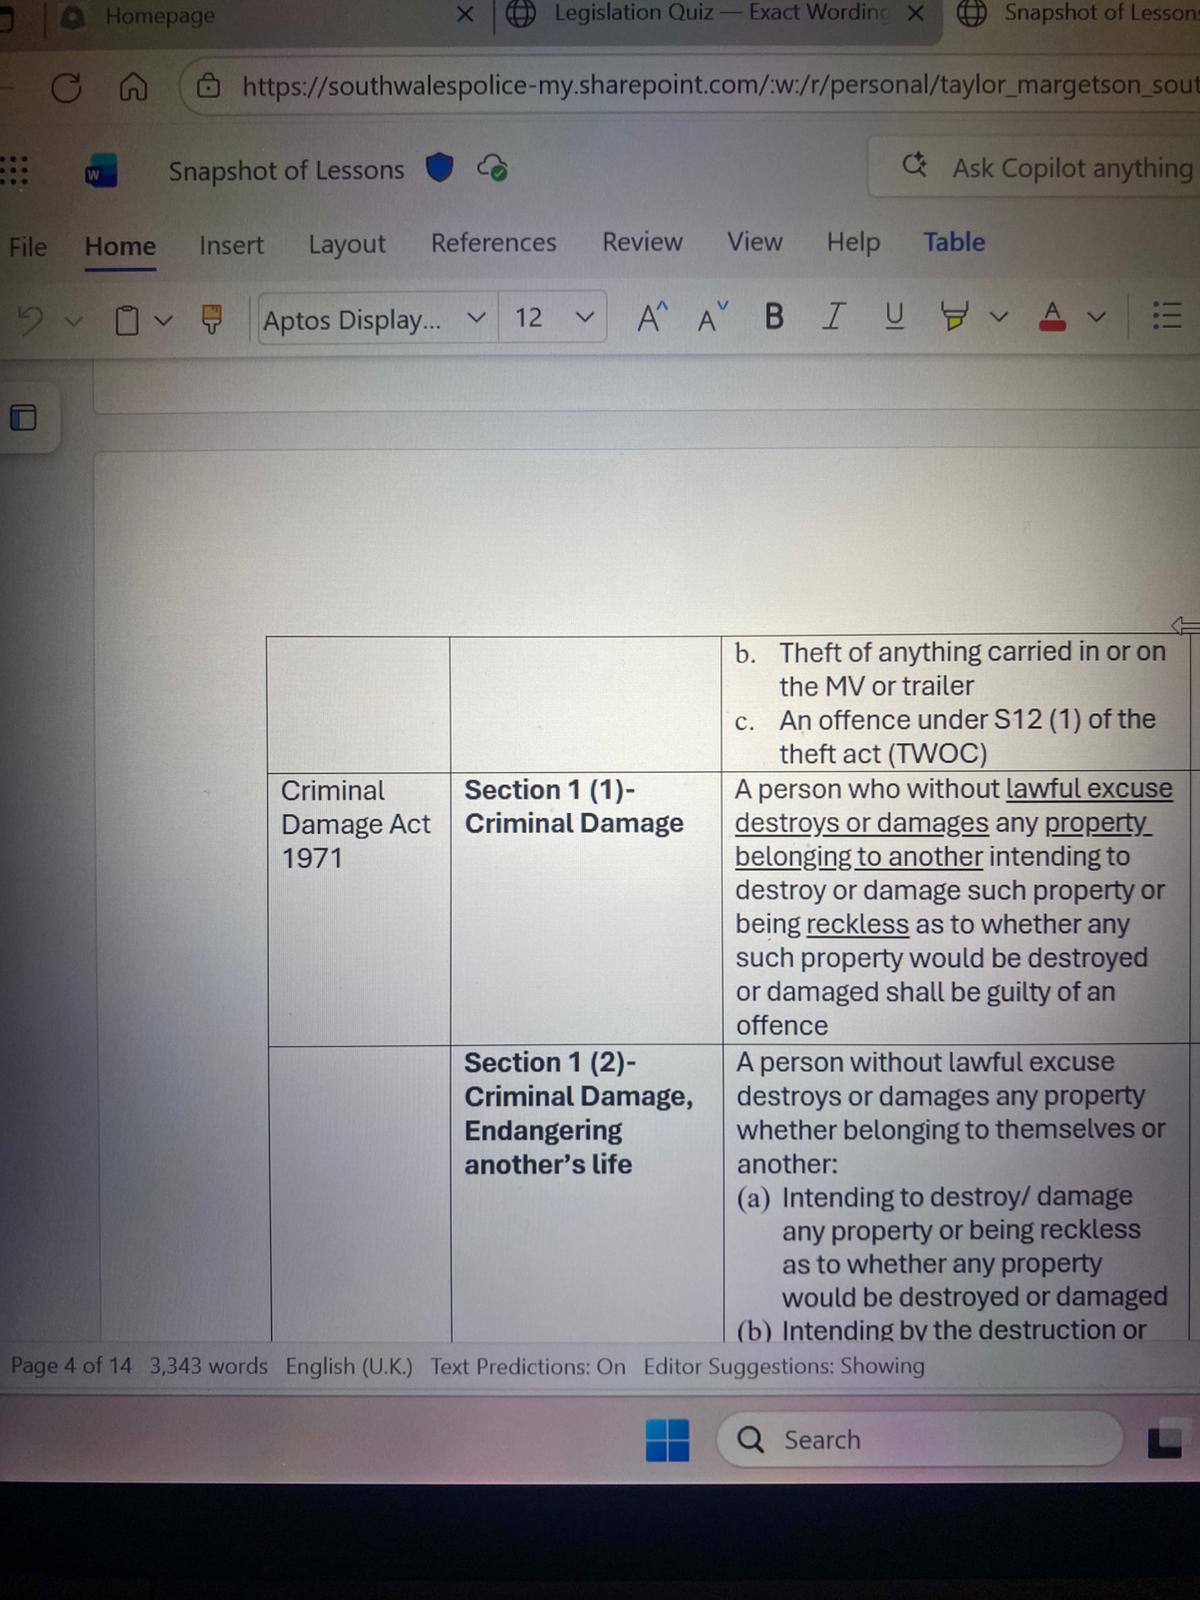 Homepage
Legislation Quiz — Exact Wording
Snapshot of Lessons
https://southwalespolice-my.sharepoint.com/:w:/r/personal/taylor_margetson_sout
Snapshot of Lessons
Ask Copilot anything
File Home Insert Layout References Review View Help Table
Aptos Display... 12 A A B I U A
b. Theft of anything carried in or on
the MV or trailer
c. An offence under S12 (1) of the
theft act (TWOC)
Criminal
Damage Act
1971
Section 1 (1)-
Criminal Damage
A person who without lawful excuse
destroys or damages any property
belonging to another intending to
destroy or damage such property or
being reckless as to whether any
such property would be destroyed
or damaged shall be guilty of an
offence
Section 1 (2)-
Criminal Damage,
Endangering
another's life
A person without lawful excuse
destroys or damages any property
whether belonging to themselves or
another:
(a) Intending to destroy/ damage
any property or being reckless
as to whether any property
would be destroyed or damaged
(b) Intending by the destruction or
Page 4 of 14 3,343 words English (U.K.) Text Predictions: On Editor Suggestions: Showing
Search